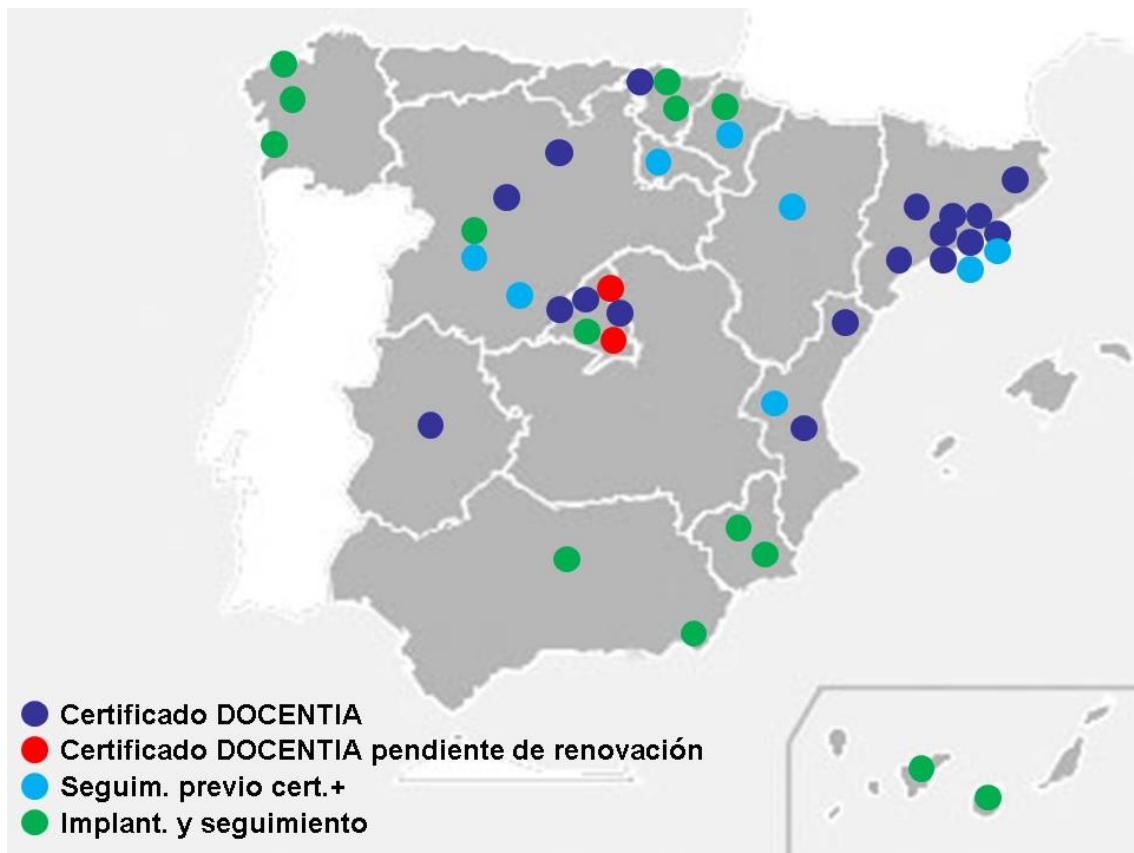 Certificado DOCENTIA
Certificado DOCENTIA pendiente de renovación
Seguim. previo cert.+
Implant. y seguimiento